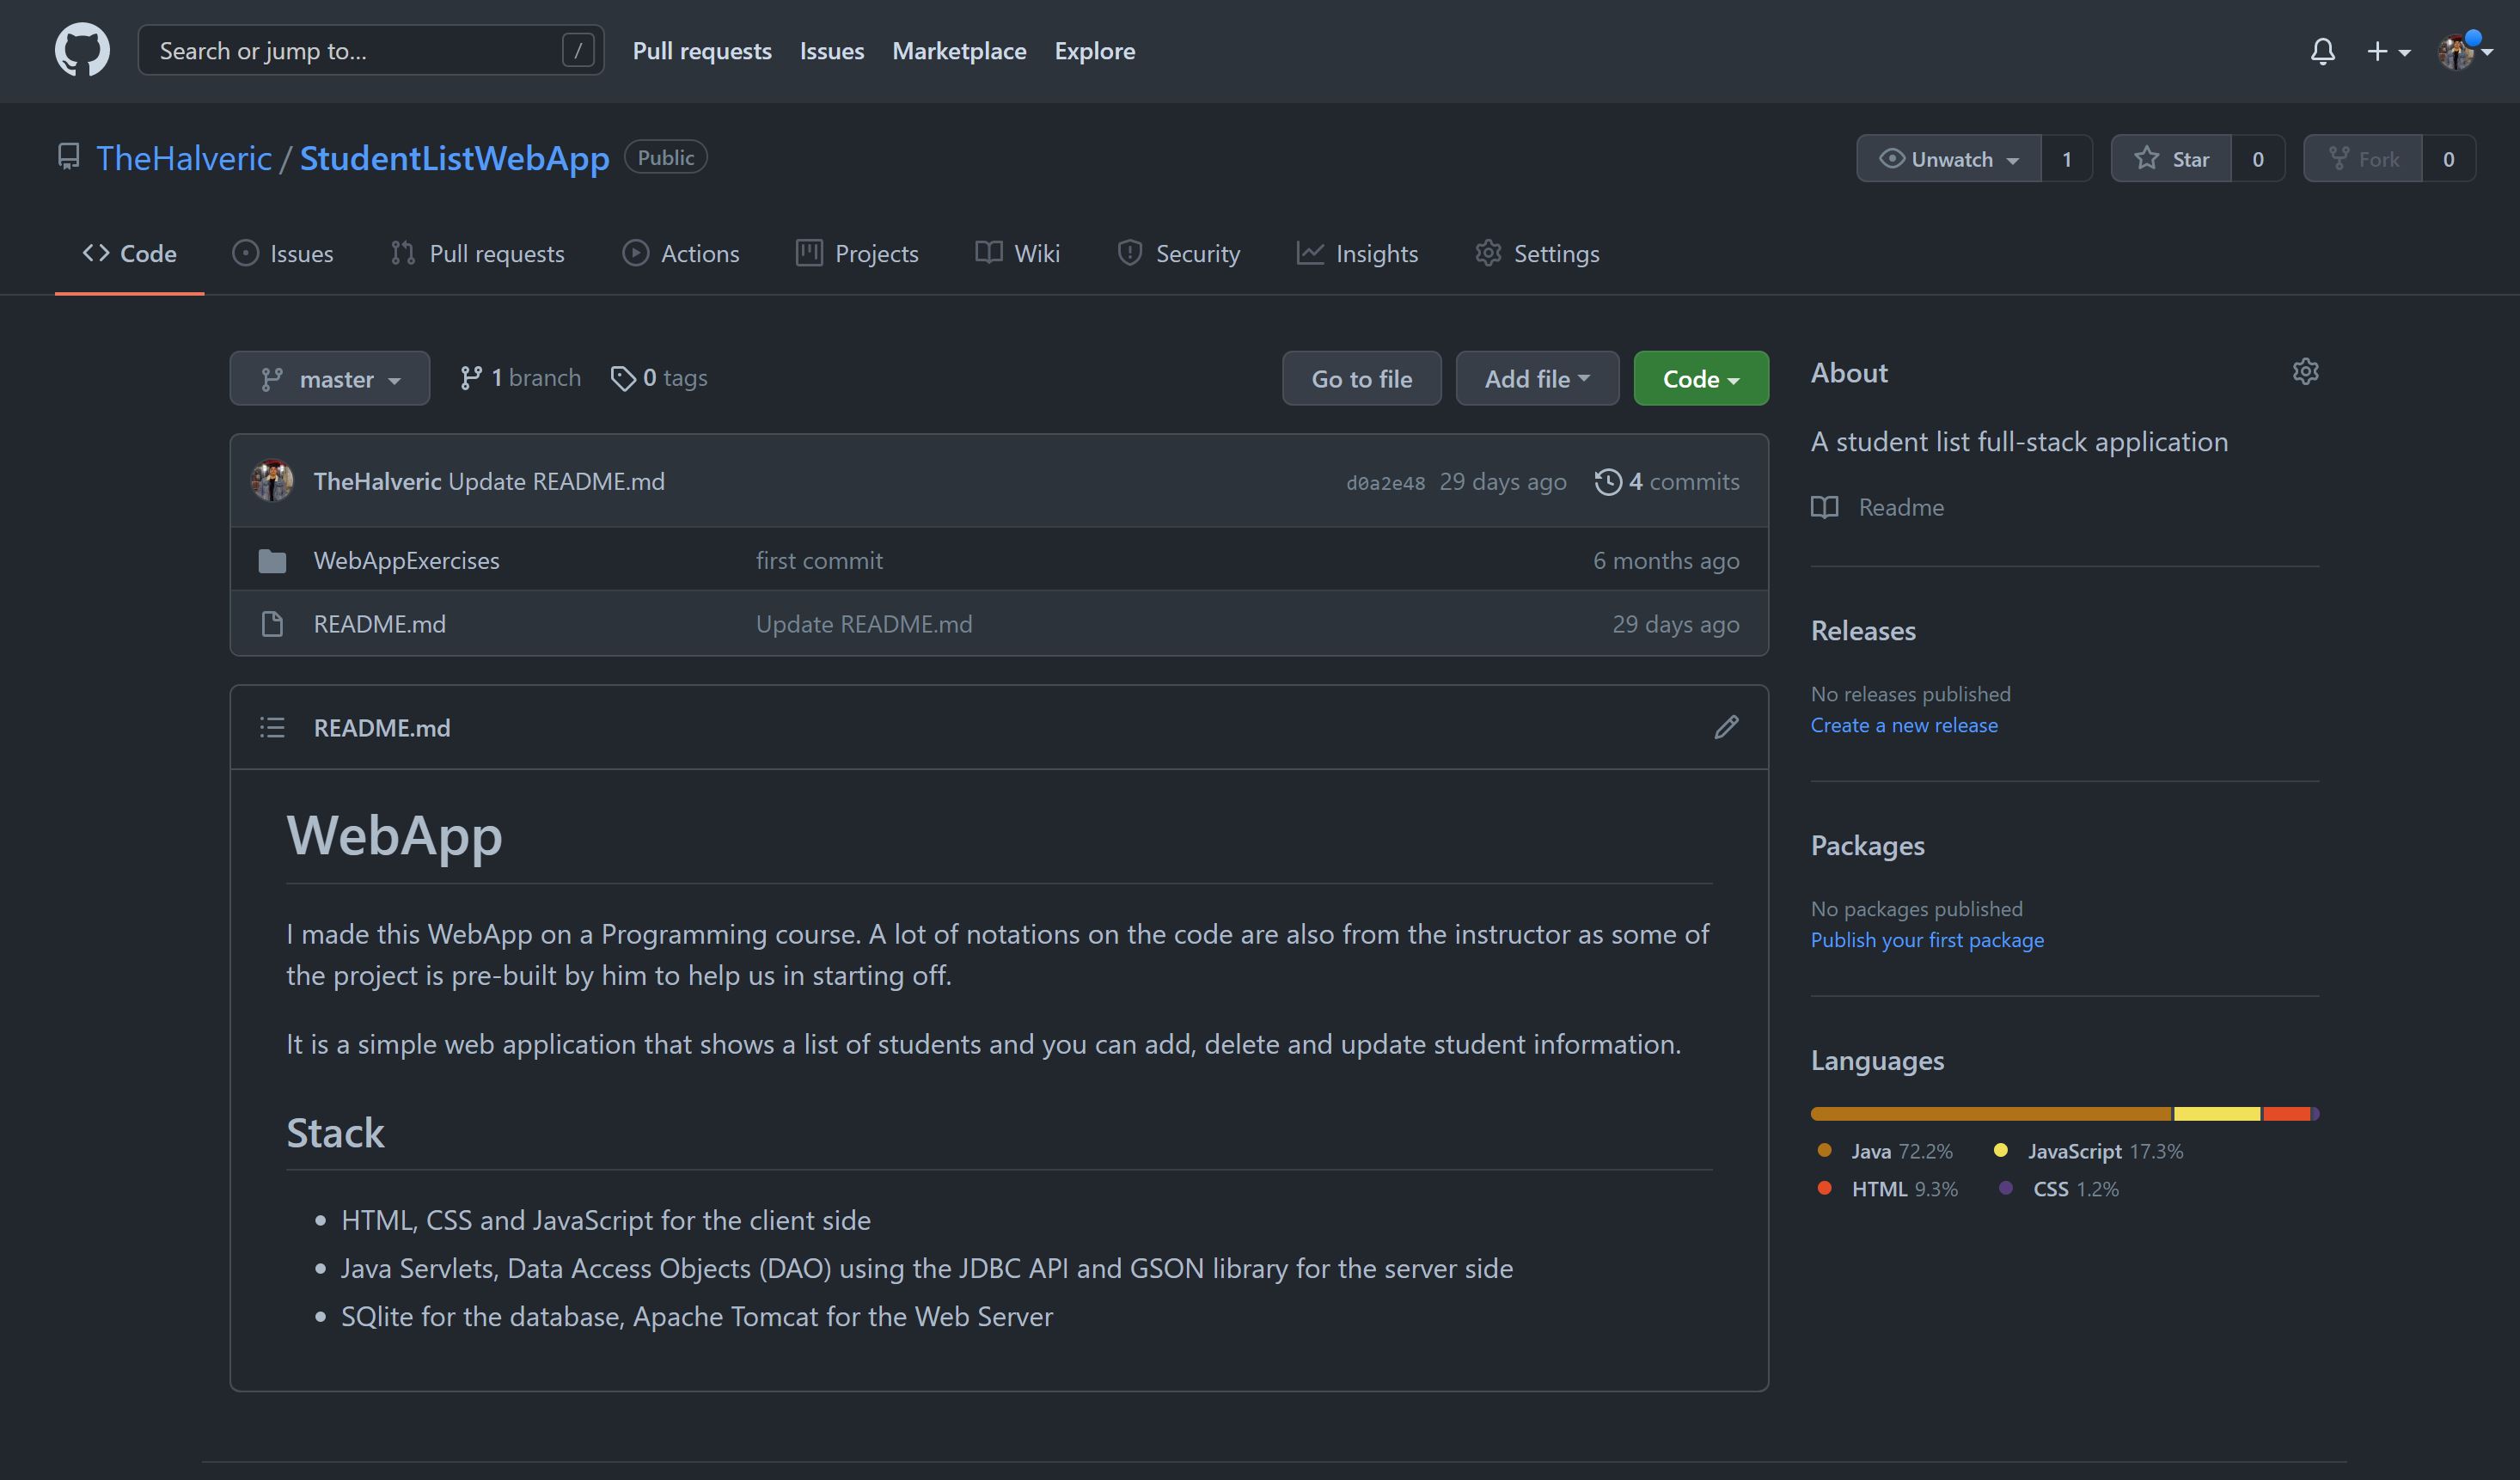 Search or jump to... /
Pull requests Issues Marketplace Explore
TheHalveric / StudentListWebApp Public
Unwatch 1 Star 0 Fork 0
Code Issues Pull requests Actions Projects Wiki Security Insights Settings
master 1 branch 0 tags
Go to file Add file Code
TheHalveric Update README.md d0a2e48 29 days ago 4 commits
WebAppExercises first commit 6 months ago
README.md Update README.md 29 days ago
README.md
WebApp
I made this WebApp on a Programming course. A lot of notations on the code are also from the instructor as some of
the project is pre-built by him to help us in starting off.
It is a simple web application that shows a list of students and you can add, delete and update student information.
Stack
HTML, CSS and JavaScript for the client side
Java Servlets, Data Access Objects (DAO) using the JDBC API and GSON library for the server side
SQlite for the database, Apache Tomcat for the Web Server
About
A student list full-stack application
Readme
Releases
No releases published
Create a new release
Packages
No packages published
Publish your first package
Languages
Java 72.2% JavaScript 17.3%
HTML 9.3% CSS 1.2%